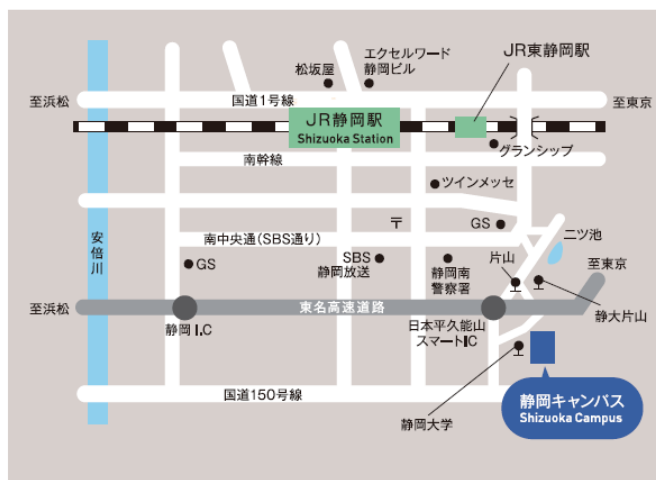 エクセルワード
静岡ビル
松坂屋
JR東静岡駅
至浜松
国道1号線
至東京
JR静岡駅
Shizuoka Station
グランシップ
南幹線
ツインメッセ
〒
GS
南中央通(SBS通り)
二ツ池
安倍川
GS
SBS
静岡放送
静岡南
警察署
片山
至東京
至浜松
東名高速道路
静岡I.C
日本平久能山
スマートIC
静大片山
国道150号線
静岡大学
静岡キャンパス
Shizuoka Campus